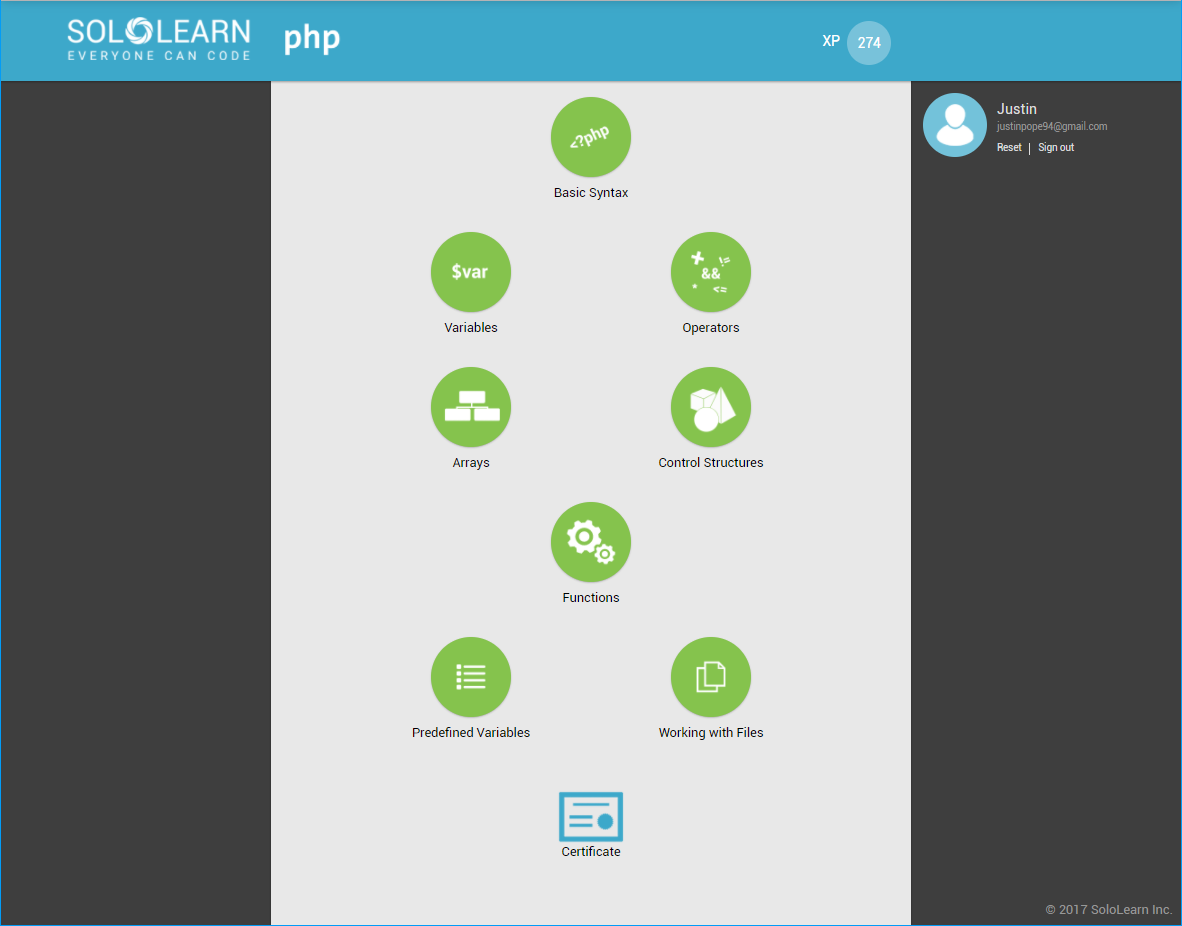 SOLOLEARN
EVERYONE CAN CODE
php
XP 274
Justin
justinpope94@gmail.com
Reset | Sign out
<?php
Basic Syntax
$var
Variables
+ != && * <=
Operators
Arrays
Control Structures
Functions
Predefined Variables
Working with Files
Certificate
© 2017 SoloLearn Inc.